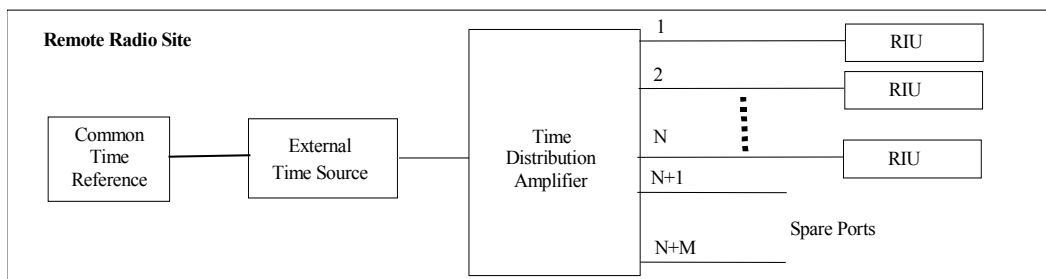 Remote Radio Site
Common
Time
Reference
External
Time Source
Time
Distribution
Amplifier
1
RIU
2
RIU
N
RIU
N+1
Spare Ports
N+M